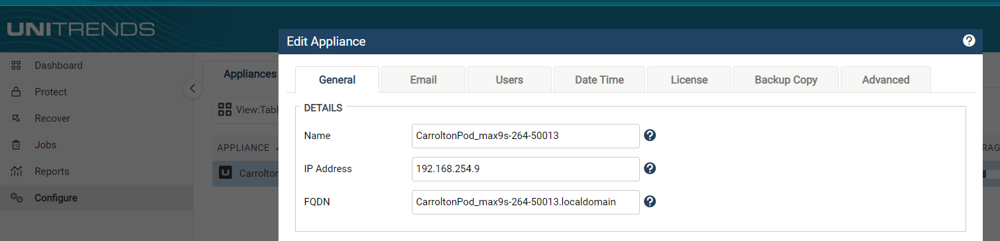 UNITRENDS
Edit Appliance
?
Dashboard
Protect
Recover
Jobs
Reports
Configure
Appliances
View:Tabl
APPLIANCE
RAG
U
Carrolton
General
Email
Users
Date Time
License
Backup Copy
Advanced
DETAILS
Name
CarroltonPod_max9s-264-50013
?
IP Address
192.168.254.9
?
FQDN
CarroltonPod_max9s-264-50013.localdomain
?